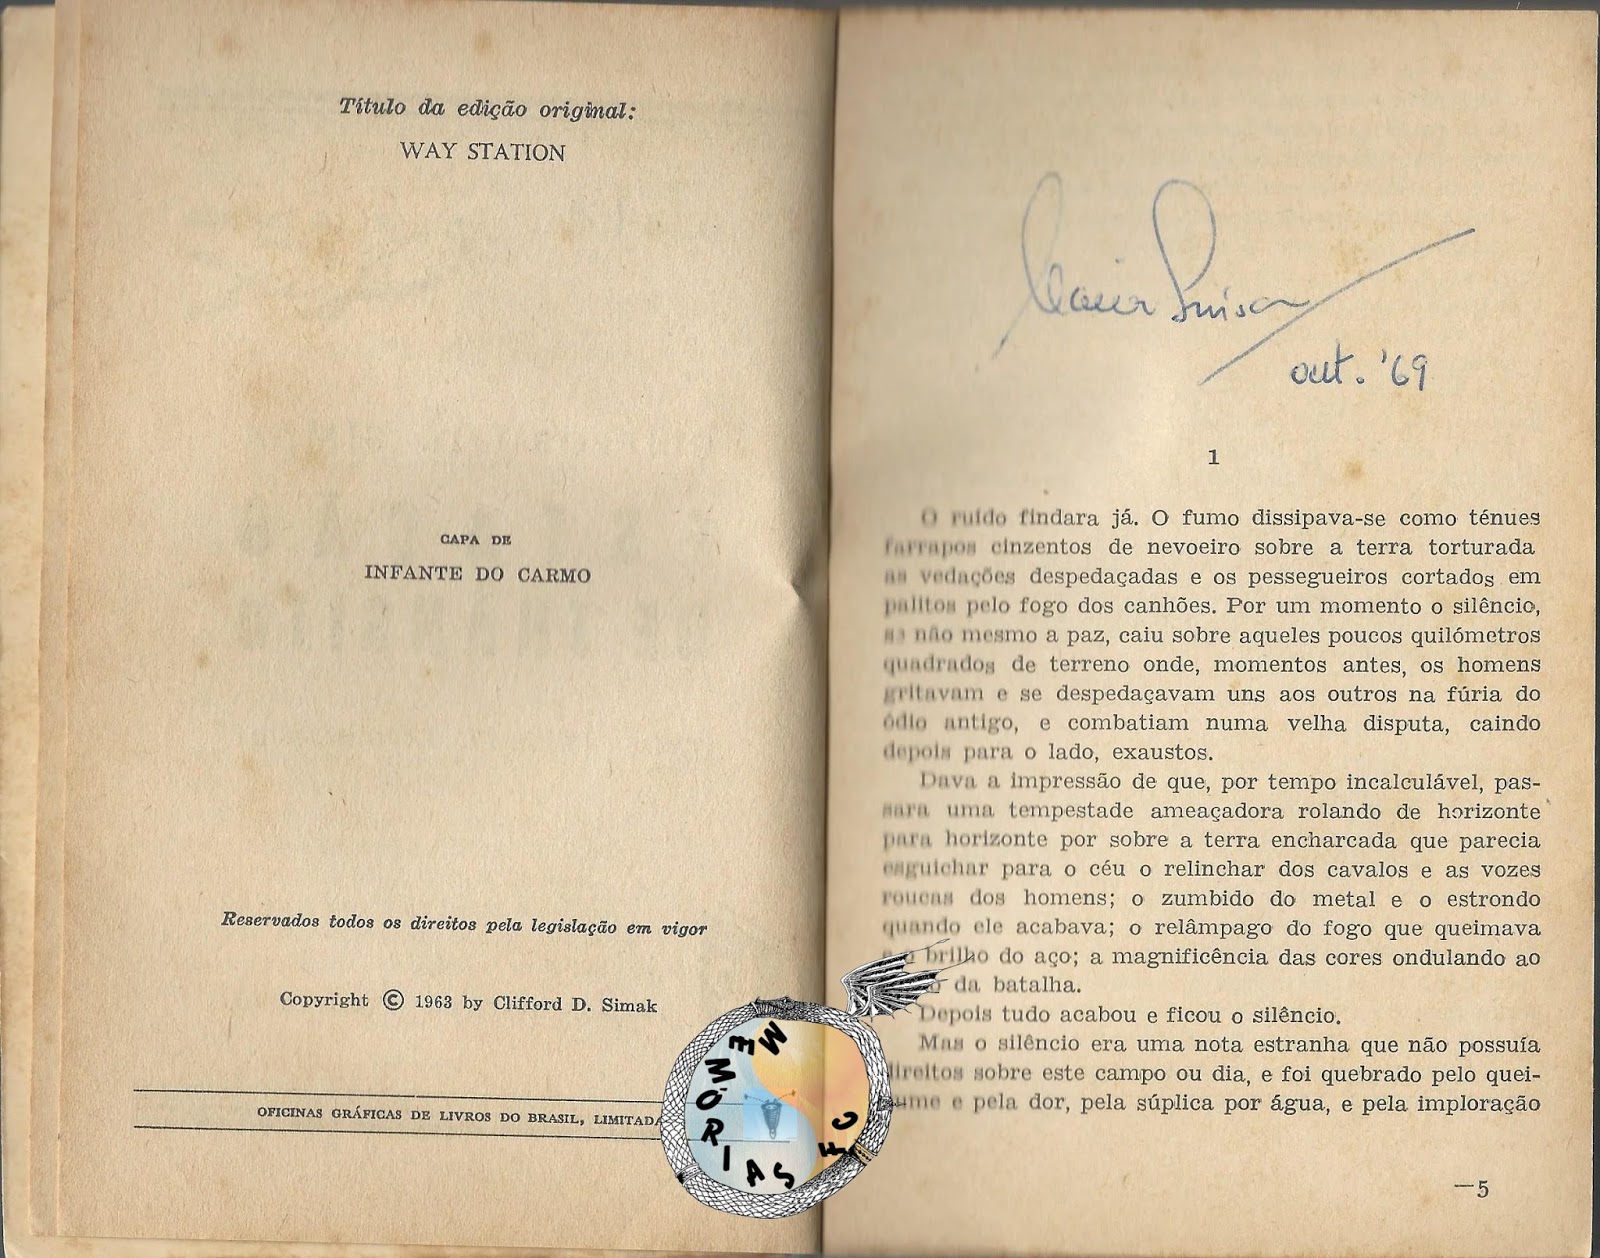 Título da edição original:
WAY STATION
CAPA DE
INFANTE DO CARMO
Reservados todos os direitos pela legislação em vigor
Copyright © 1963 by Clifford D. Simak
OFICINAS GRÁFICAS DE LIVROS DO BRASIL, LIMITADA
MEMÓRIAS
FC
out. '69
1
O ruído findara já. O fumo dissipava-se como ténues
farrapos cinzentos de nevoeiro sobre a terra torturada
as vedações despedaçadas e os pessegueiros cortados em
palitos pelo fogo dos canhões. Por um momento o silêncio,
se não mesmo a paz, caiu sobre aqueles poucos quilómetros
quadrados de terreno onde, momentos antes, os homens
gritavam e se despedaçavam uns aos outros na fúria do
ódio antigo, e combatiam numa velha disputa, caindo
depois para o lado, exaustos.
Dava a impressão de que, por tempo incalculável, pas-
sara uma tempestade ameaçadora rolando de horizonte
para horizonte por sobre a terra encharcada que parecia
esguichar para o céu o relinchar dos cavalos e as vozes
roucas dos homens; o zumbido do metal e o estrondo
quando ele acabava; o relâmpago do fogo que queimava
e o brilho do aço; a magnificência das cores ondulando ao
da batalha.
Depois tudo acabou e ficou o silêncio.
Mas o silêncio era uma nota estranha que não possuía
direitos sobre este campo ou dia, e foi quebrado pelo quei-
xume e pela dor, pela súplica por água, e pela imploração
—5